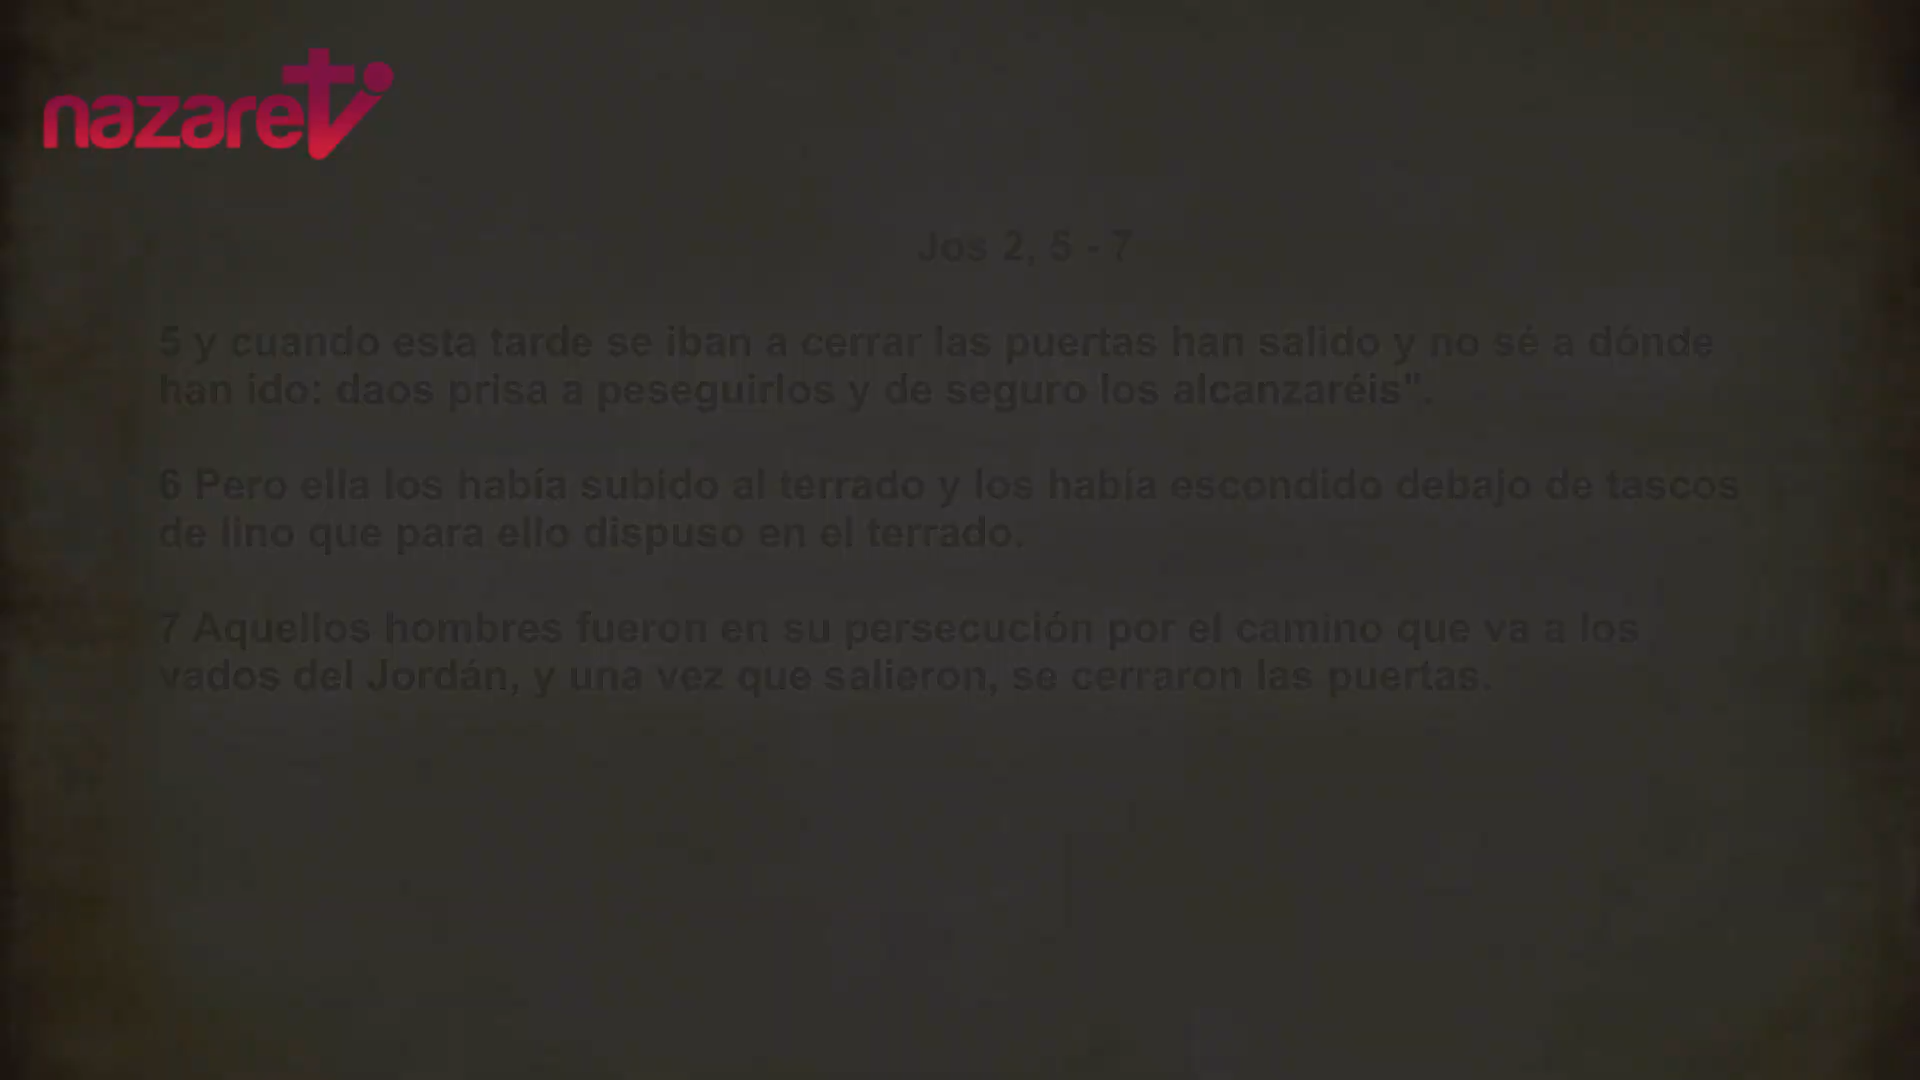 nazaretv
Jos 2, 5 - 7
5 y cuando esta tarde se iban a cerrar las puertas han salido y no sé a dónde
han ido: daos prisa a peseguirlos y de seguro los alcanzaréis".
6 Pero ella los había subido al terrado y los había escondido debajo de tascos
de lino que para ello dispuso en el terrado.
7 Aquellos hombres fueron en su persecución por el camino que va a los
vados del Jordán, y una vez que salieron, se cerraron las puertas.